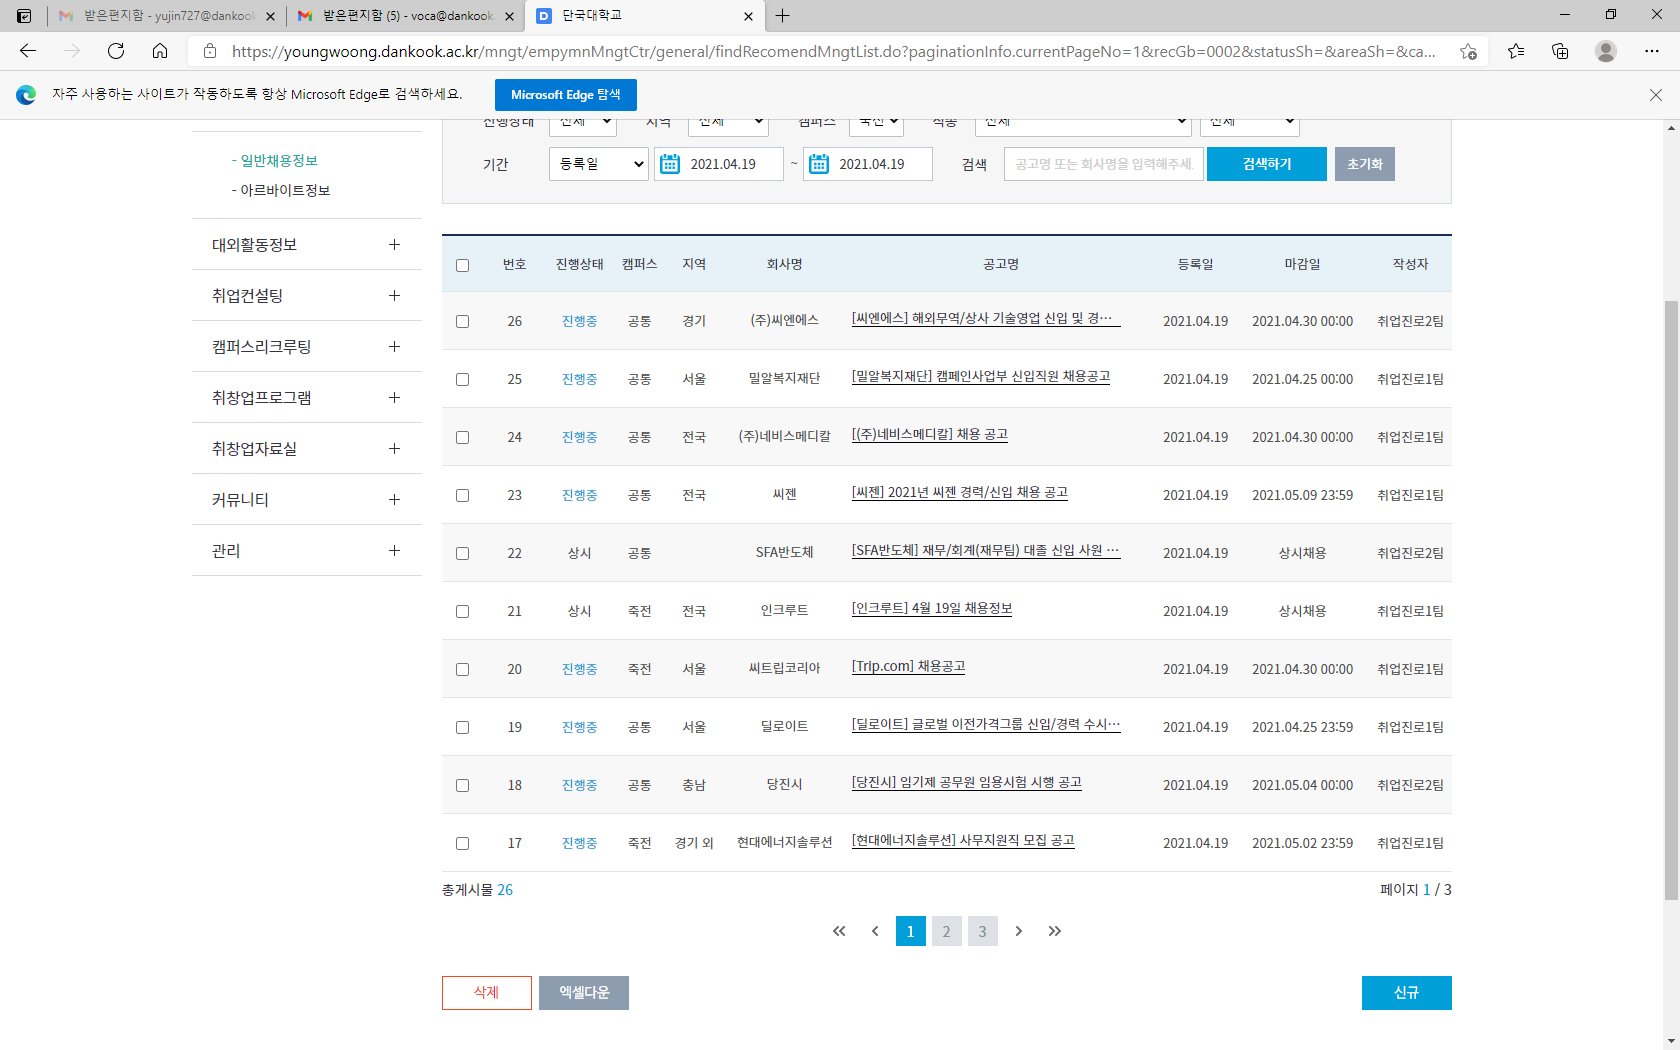 받은편지함 - yujin727@dankook
받은편지함 (5) - voca@dankook
단국대학교
https://youngwoong.dankook.ac.kr/mngt/empymnMngtCtr/general/findRecomendMngtList.do?paginationInfo.currentPageNo=1&recGb=0002&statusSh=&areaSh=&ca...
자주 사용하는 사이트가 작동하도록 항상 Microsoft Edge로 검색하세요.
Microsoft Edge 탐색
진행상태 전체 지역 전체 캠퍼스 죽전 직종 전체 전체
- 일반채용정보
기간 등록일 2021.04.19 ~ 2021.04.19 검색 공고명 또는 회사명을 입력해주세. 검색하기 초기화
- 아르바이트정보
대외활동정보 +
취업컨설팅 +
캠퍼스리크루팅 +
취창업프로그램 +
취창업자료실 +
커뮤니티 +
관리 +
번호 진행상태 캠퍼스 지역 회사명 공고명 등록일 마감일 작성자
26 진행중 공통 경기 (주)씨엔에스 [씨엔에스] 해외무역/상사 기술영업 신입 및 경… 2021.04.19 2021.04.30 00:00 취업진로2팀
25 진행중 공통 서울 밀알복지재단 [밀알복지재단] 캠페인사업부 신입직원 채용공고 2021.04.19 2021.04.25 00:00 취업진로1팀
24 진행중 공통 전국 (주)네비스메디칼 [(주)네비스메디칼] 채용 공고 2021.04.19 2021.04.30 00:00 취업진로1팀
23 진행중 공통 전국 씨젠 [씨젠] 2021년 씨젠 경력/신입 채용 공고 2021.04.19 2021.05.09 23:59 취업진로1팀
22 상시 공통 SFA반도체 [SFA반도체] 재무/회계(재무팀) 대졸 신입 사원 … 2021.04.19 상시채용 취업진로2팀
21 상시 죽전 전국 인크루트 [인크루트] 4월 19일 채용정보 2021.04.19 상시채용 취업진로1팀
20 진행중 죽전 서울 씨트립코리아 [Trip.com] 채용공고 2021.04.19 2021.04.30 00:00 취업진로1팀
19 진행중 공통 서울 딜로이트 [딜로이트] 글로벌 이전가격그룹 신입/경력 수시… 2021.04.19 2021.04.25 23:59 취업진로1팀
18 진행중 공통 충남 당진시 [당진시] 임기제 공무원 임용시험 시행 공고 2021.04.19 2021.05.04 00:00 취업진로2팀
17 진행중 죽전 경기 외 현대에너지솔루션 [현대에너지솔루션] 사무지원직 모집 공고 2021.04.19 2021.05.02 23:59 취업진로1팀
총게시물 26 페이지 1 / 3
« ‹ 1 2 3 › »
삭제 엑셀다운 신규